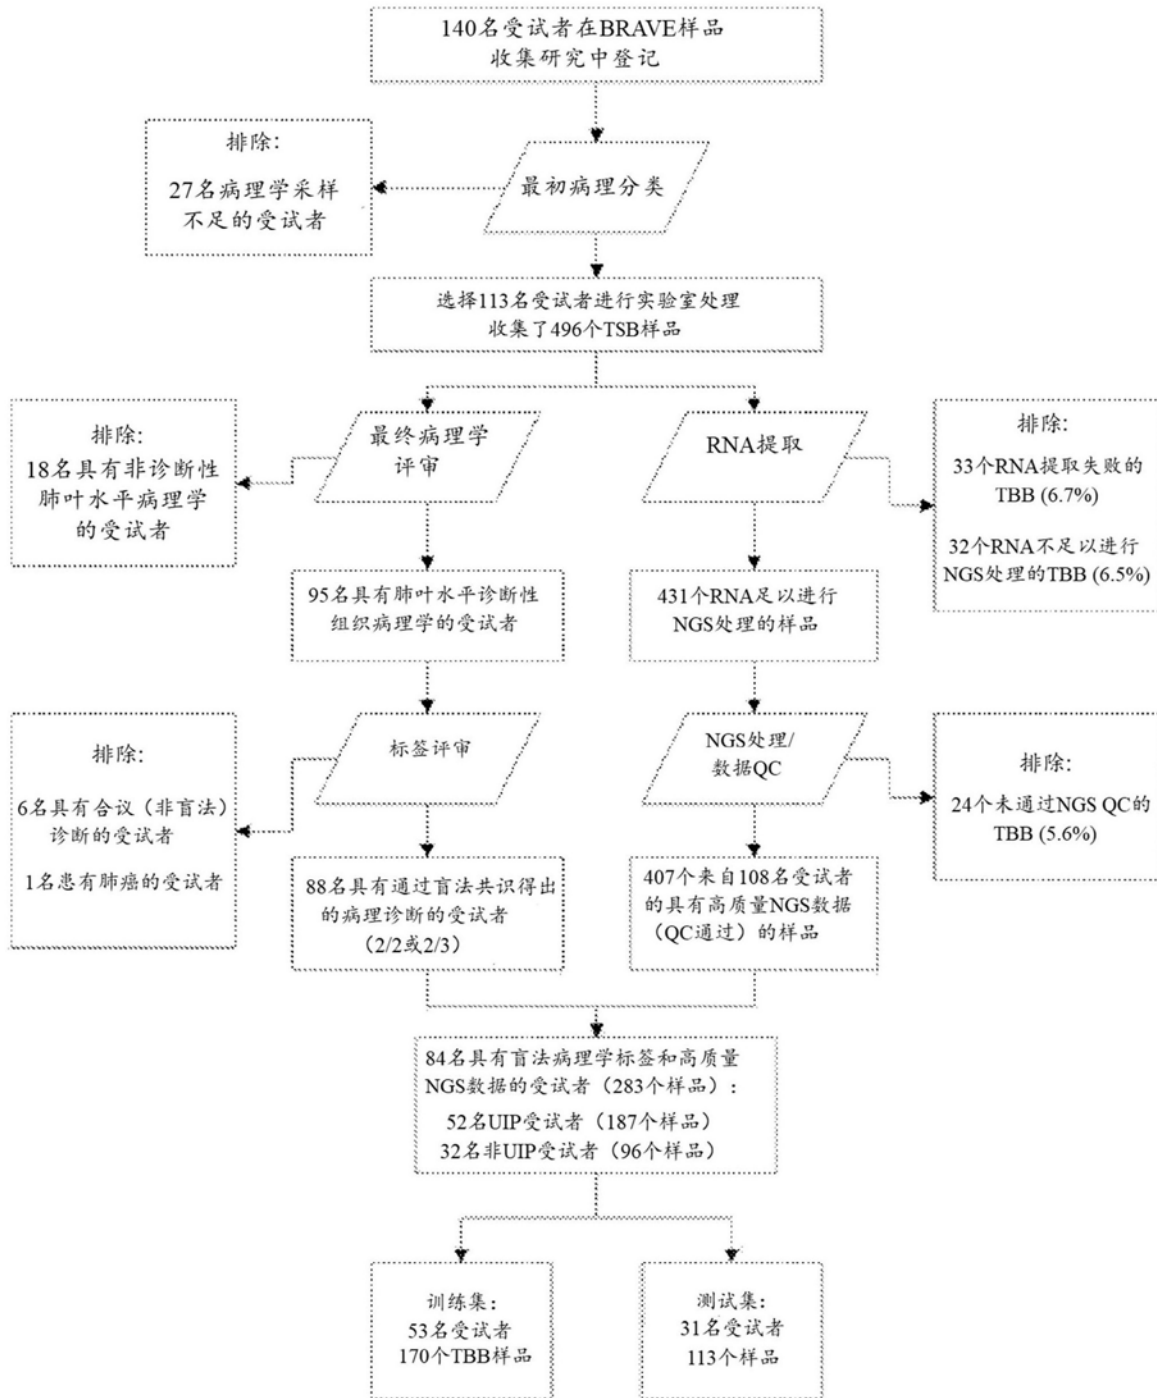 140名受试者在BRAVE样品
收集研究中登记
排除：
27名病理学采样
不足的受试者
最初病理分类
选择113名受试者进行实验室处理
收集了496个TSB样品
排除：
18名具有非诊断性
肺叶水平病理学
的受试者
最终病理学
评审
RNA提取
排除：
33个RNA提取失败的
TBB (6.7%)
32个RNA不足以进行
NGS处理的TBB (6.5%)
95名具有肺叶水平诊断性
组织病理学的受试者
431个RNA足以进行
NGS处理的样品
排除：
6名具有合议（非盲法）
诊断的受试者
1名患有肺癌的受试者
标签评审
NGS处理/
数据QC
排除：
24个未通过NGS QC的
TBB (5.6%)
88名具有通过盲法共识得出
的病理诊断的受试者
（2/2或2/3）
407个来自108名受试者
的具有高质量NGS数据
（QC通过）的样品
84名具有盲法病理学标签和高质量
NGS数据的受试者（283个样品）：
52名UIP受试者（187个样品）
32名非UIP受试者（96个样品）
训练集：
53名受试者
170个TBB样品
测试集：
31名受试者
113个样品